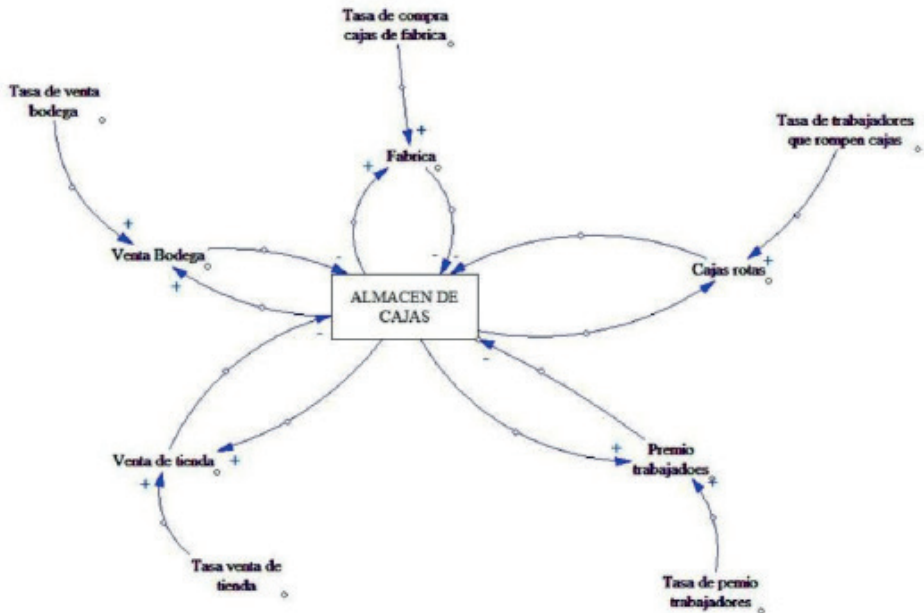 Tasa de compra
cajas de fabrica
Tasa de venta
bodega
Tasa de trabajadores
que rompen cajas
+
+
Fabrica
+
Venta Bodega
+
-
-
-
Cajas rotas
+
ALMACEN DE
CAJAS
-
-
Venta de tienda
+
+
+
Premio
trabajadoes
+
Tasa venta de
tienda
Tasa de pemio
trabajadores